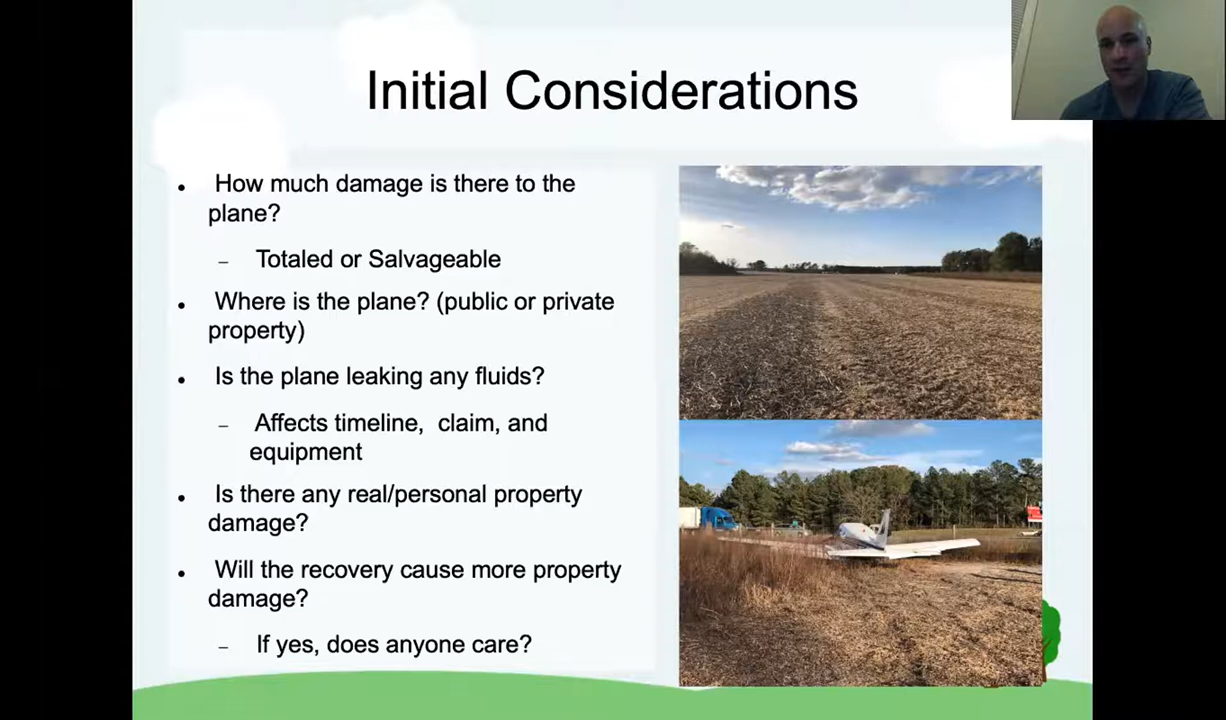 Initial Considerations
• How much damage is there to the
plane?
– Totaled or Salvageable
• Where is the plane? (public or private
property)
• Is the plane leaking any fluids?
– Affects timeline, claim, and
equipment
• Is there any real/personal property
damage?
• Will the recovery cause more property
damage?
– If yes, does anyone care?